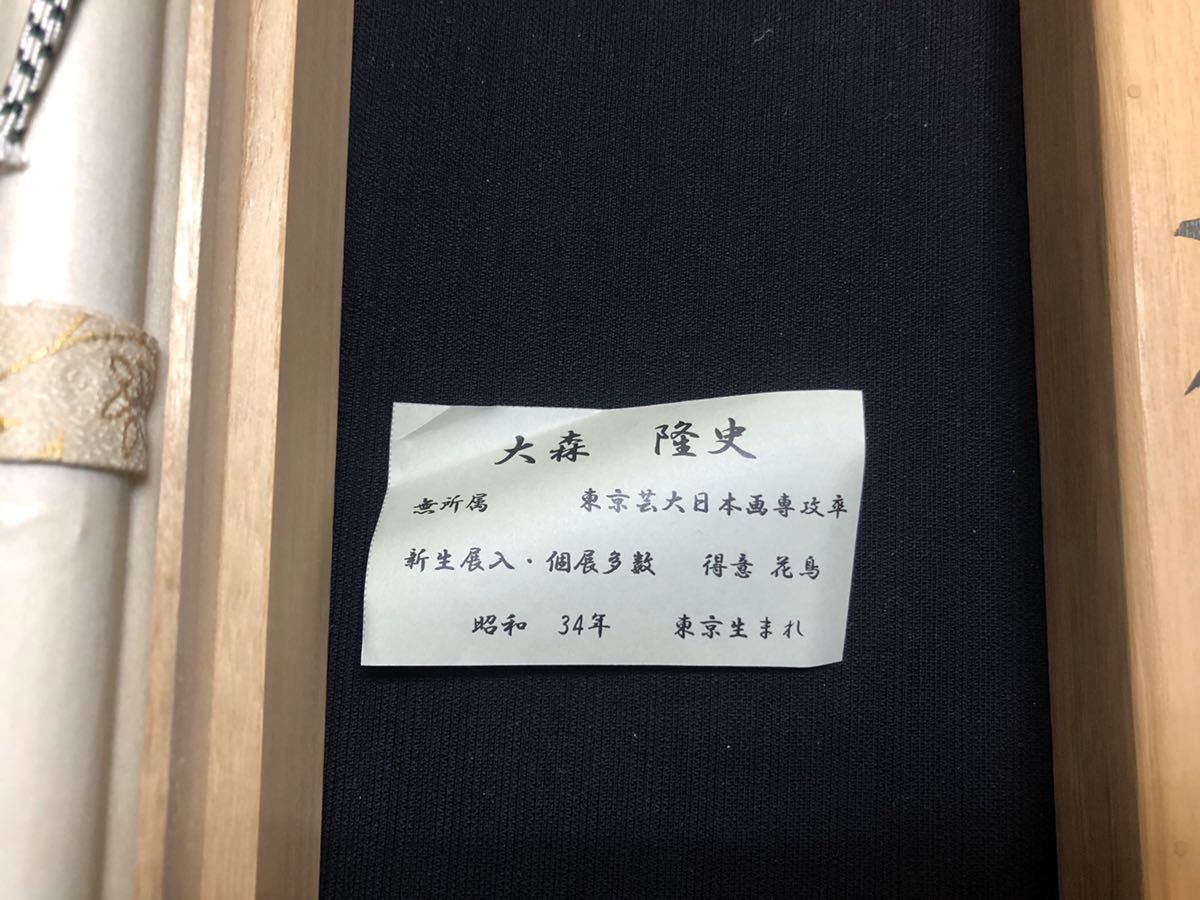 大森 隆史
無所属 東京芸大日本画専攻卒
新生展入・個展多数 得意 花鳥
昭和 34年 東京生まれ